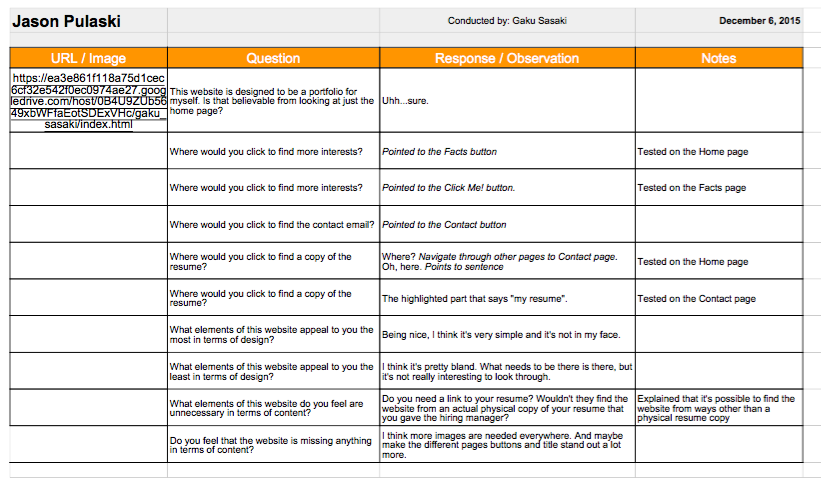 Jason Pulaski
Conducted by: Gaku Sasaki
December 6, 2015
URL / Image
Question
Response / Observation
Notes
https://ea3e861f118a75d1cec
6cf32e542f0ec0974ae27.goog
ledrive.com/host/0B4U9ZUb56
49xbWFfaEotSDExVHc/gaku_
sasaki/index.html
This website is designed to be a portfolio for
myself. Is that believable from looking at just the
home page?
Uhh...sure.
Where would you click to find more interests?
Pointed to the Facts button
Tested on the Home page
Where would you click to find more interests?
Pointed to the Click Me! button.
Tested on the Facts page
Where would you click to find the contact email?
Pointed to the Contact button
Where would you click to find a copy of the
resume?
Where? Navigate through other pages to Contact page.
Oh, here. Points to sentence
Tested on the Home page
Where would you click to find a copy of the
resume?
The highlighted part that says "my resume".
Tested on the Contact page
What elements of this website appeal to you the
most in terms of design?
Being nice, I think it's very simple and it's not in my face.
What elements of this website appeal to you the
least in terms of design?
I think it's pretty bland. What needs to be there is there, but
it's not really interesting to look through.
What elements of this website do you feel are
unnecessary in terms of content?
Do you need a link to your resume? Wouldn't they find the
website from an actual physical copy of your resume that
you gave the hiring manager?
Explained that it's possible to find the
website from ways other than a
physical resume copy
Do you feel that the website is missing anything
in terms of content?
I think more images are needed everywhere. And maybe
make the different pages buttons and title stand out a lot
more.